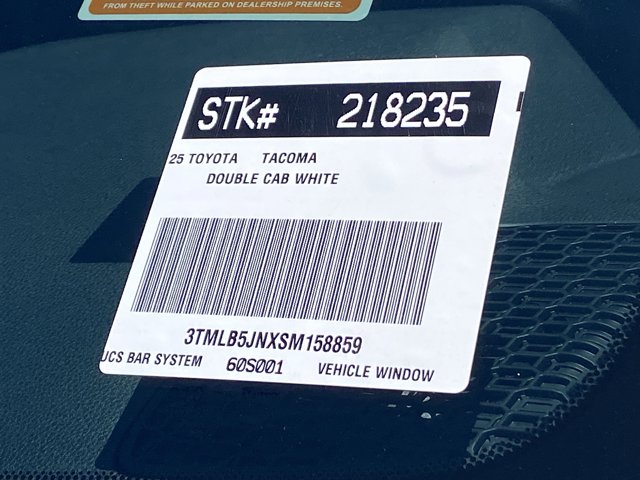 FROM THEFT WHILE PARKED ON DEALERSHIP PREMISES.
STK# 218235
25 TOYOTA TACOMA
DOUBLE CAB WHITE
3TMLB5JNXSM158859
UCS BAR SYSTEM 60S001 VEHICLE WINDOW